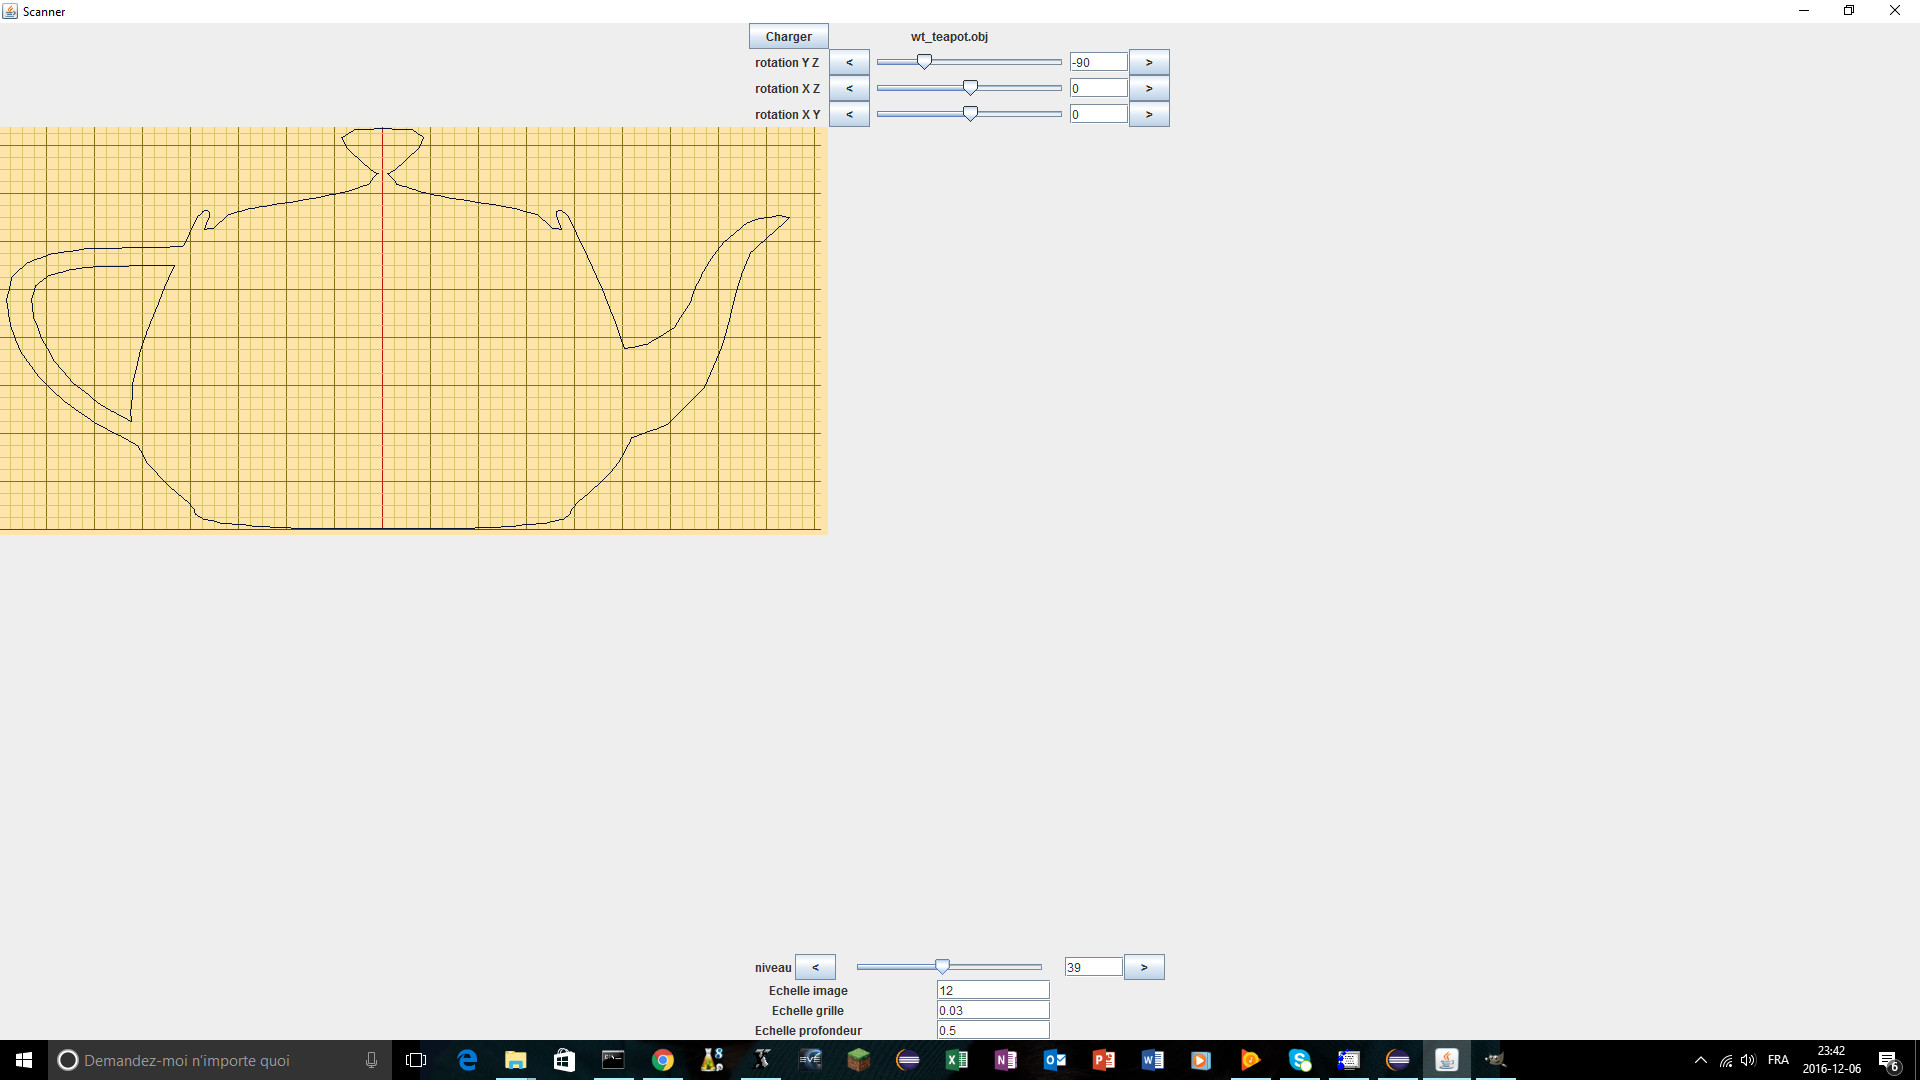 Scanner
Charger wt_teapot.obj
rotation Y Z < -90 >
rotation X Z < 0 >
rotation X Y < 0 >
niveau < 39 >
Echelle image 12
Echelle grille 0.03
Echelle profondeur 0.5
Demandez-moi n'importe quoi
FRA
23:42
2016-12-06
6